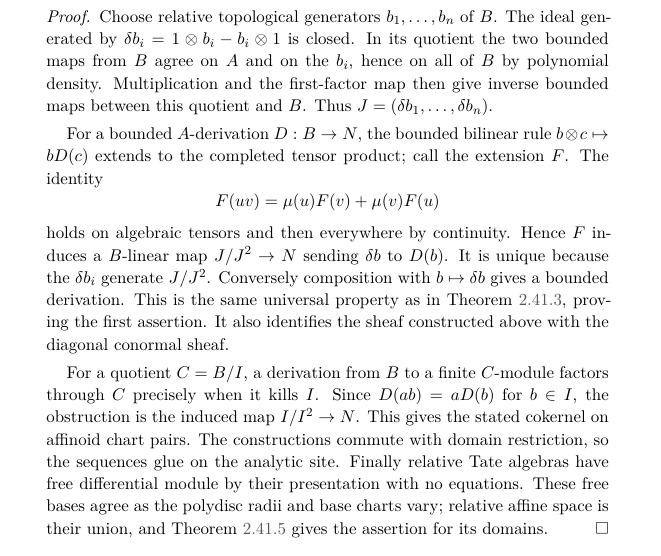 Proof. Choose relative topological generators b₁, . . . , bₙ of B. The ideal gen-
erated by δbᵢ = 1 ⊗ bᵢ − bᵢ ⊗ 1 is closed. In its quotient the two bounded
maps from B agree on A and on the bᵢ, hence on all of B by polynomial
density. Multiplication and the first-factor map then give inverse bounded
maps between this quotient and B. Thus J = (δb₁, . . . , δbₙ).
For a bounded A-derivation D : B → N, the bounded bilinear rule b⊗c ↦
bD(c) extends to the completed tensor product; call the extension F. The
identity
F(uv) = μ(u)F(v) + μ(v)F(u)
holds on algebraic tensors and then everywhere by continuity. Hence F in-
duces a B-linear map J/J² → N sending δb to D(b). It is unique because
the δbᵢ generate J/J². Conversely composition with b ↦ δb gives a bounded
derivation. This is the same universal property as in Theorem 2.41.3, prov-
ing the first assertion. It also identifies the sheaf constructed above with the
diagonal conormal sheaf.
For a quotient C = B/I, a derivation from B to a finite C-module factors
through C precisely when it kills I. Since D(ab) = aD(b) for b ∈ I, the
obstruction is the induced map I/I² → N. This gives the stated cokernel on
affinoid chart pairs. The constructions commute with domain restriction, so
the sequences glue on the analytic site. Finally relative Tate algebras have
free differential module by their presentation with no equations. These free
bases agree as the polydisc radii and base charts vary; relative affine space is
their union, and Theorem 2.41.5 gives the assertion for its domains. □